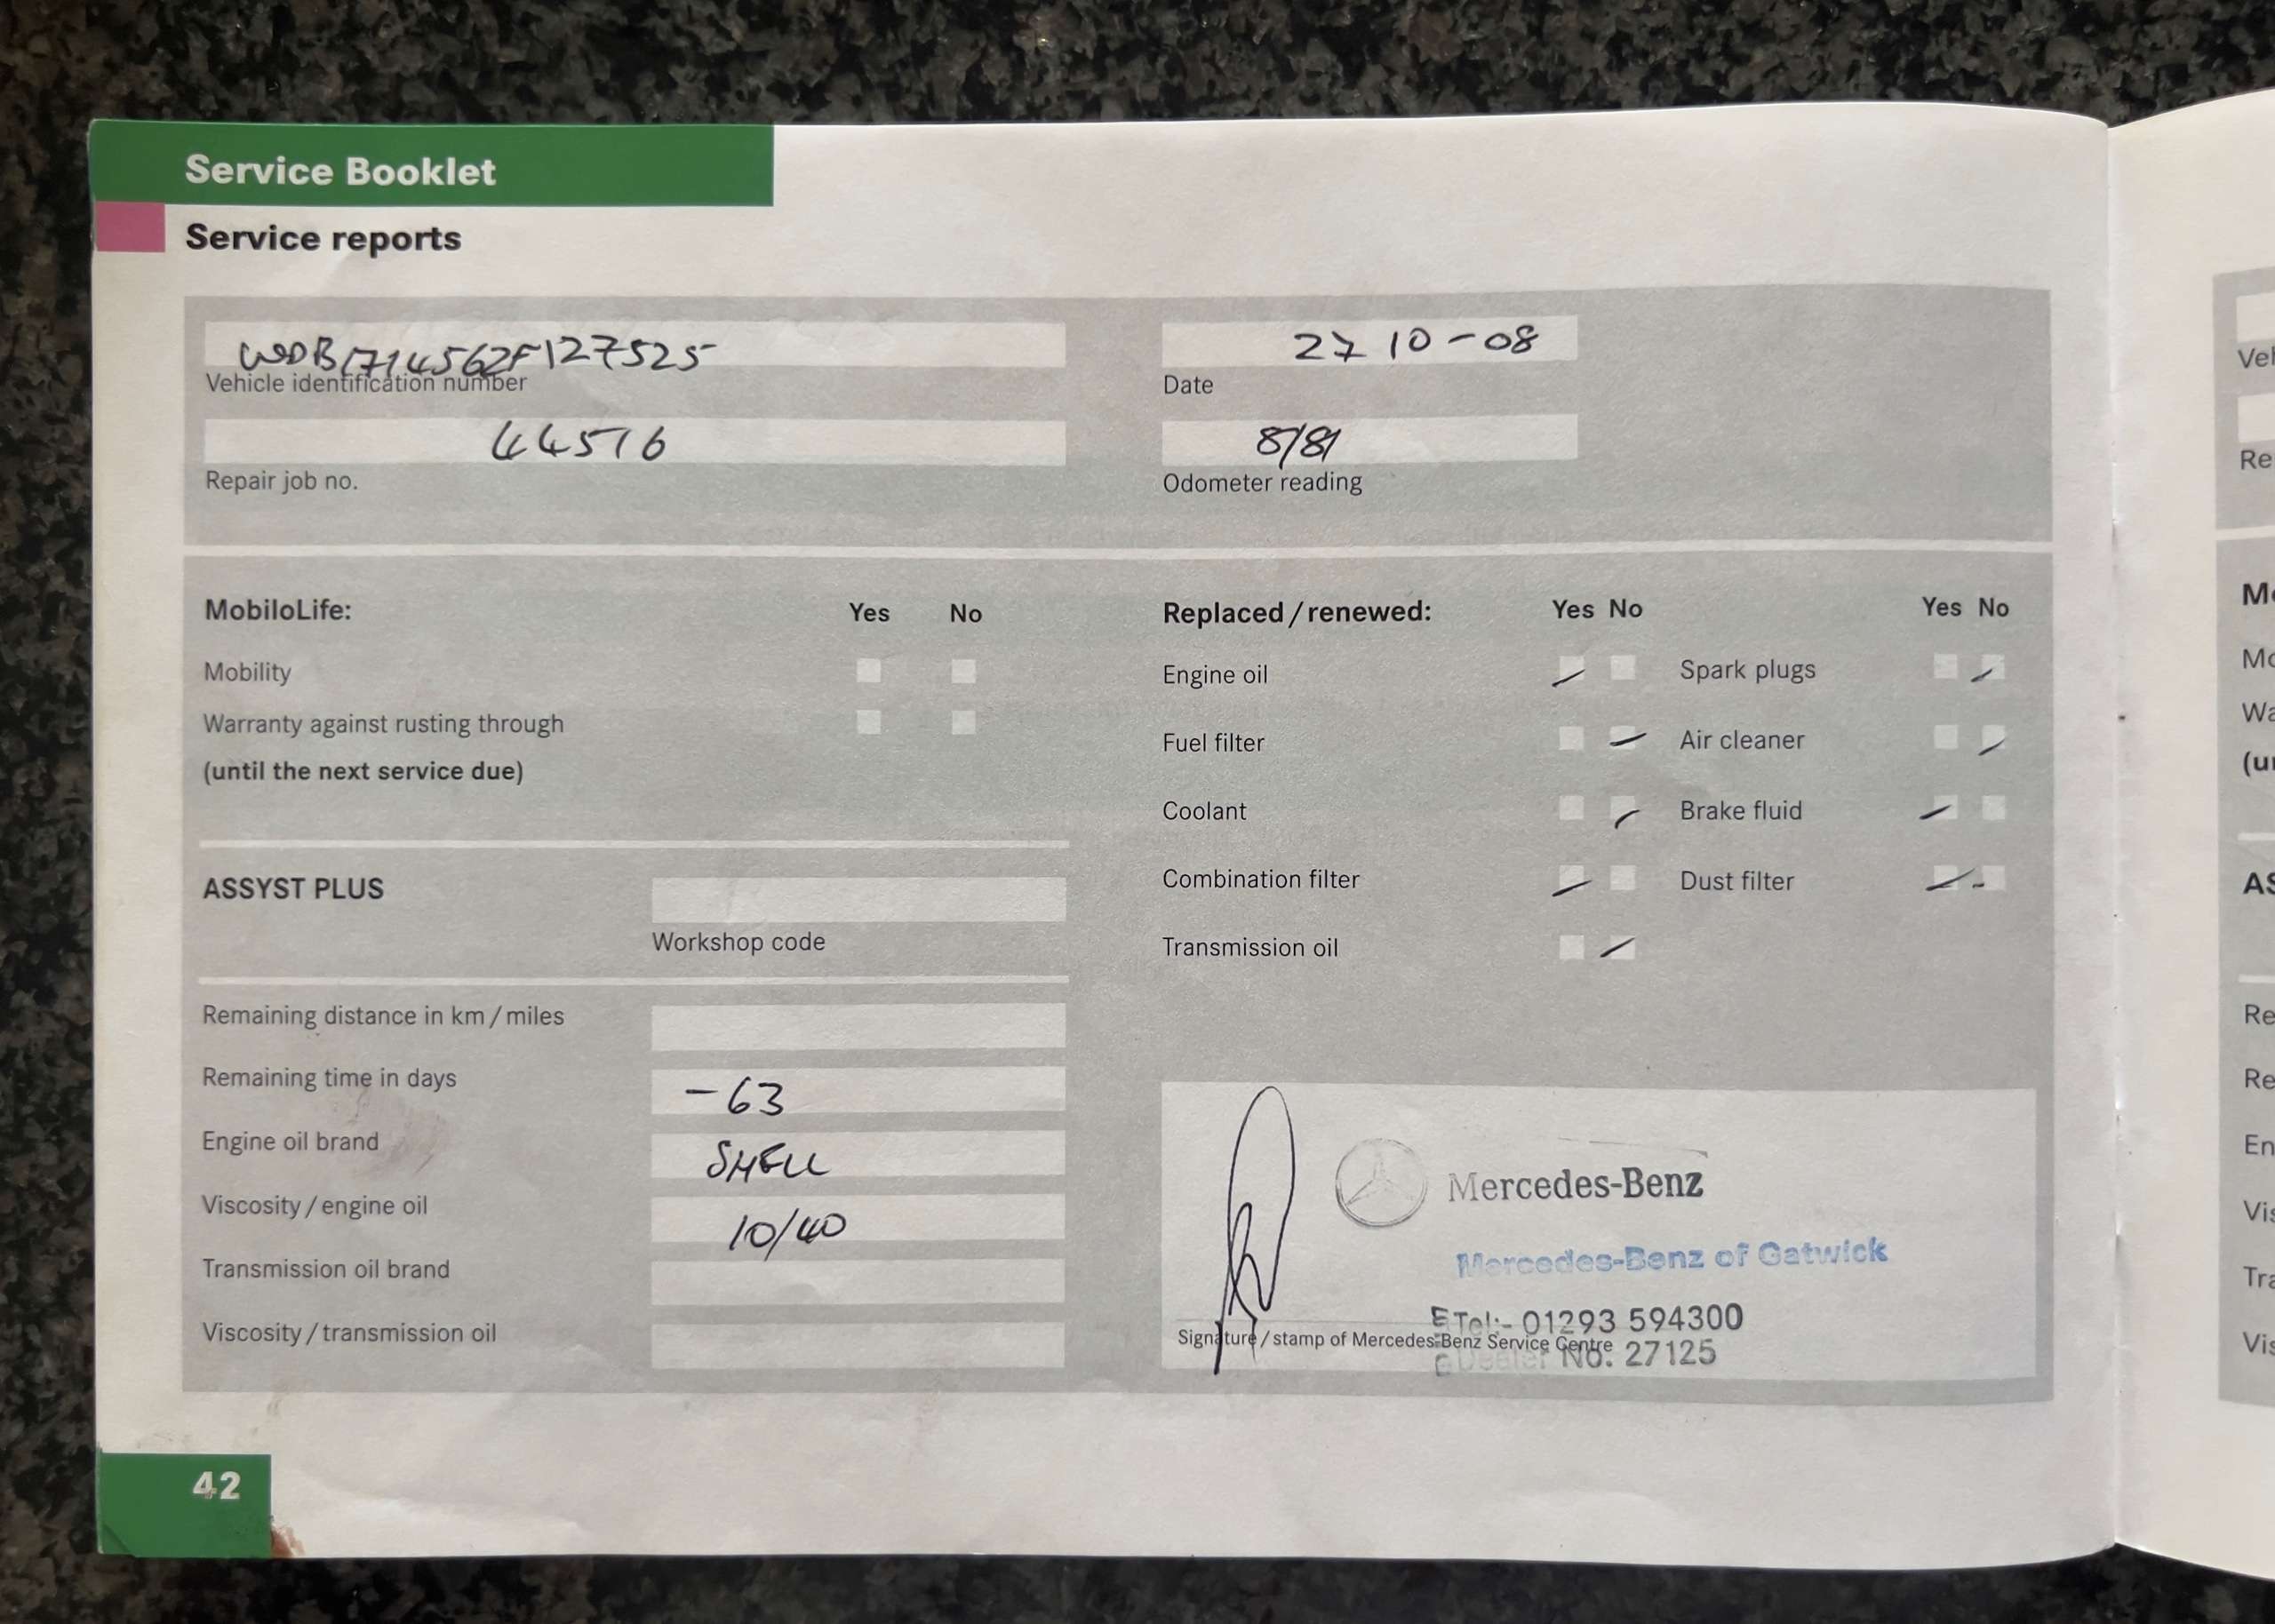 Service Booklet
Service reports
WDB1714562F127525
Vehicle identification number
27 10-08
Date
44516
Repair job no.
Odometer reading
MobiloLife: Yes No
Mobility
Warranty against rusting through
(until the next service due)
ASSYST PLUS
Workshop code
Remaining distance in km/miles
Remaining time in days -63
Engine oil brand SHELL
Viscosity/engine oil 10/40
Transmission oil brand
Viscosity/transmission oil
Replaced/renewed: Yes No Yes No
Engine oil Spark plugs
Fuel filter Air cleaner
Coolant Brake fluid
Combination filter Dust filter
Transmission oil
Mercedes-Benz
Mercedes-Benz of Gatwick
Tel:- 01293 594300
Signature/stamp of Mercedes-Benz Service Centre
Dealer No. 27125
42